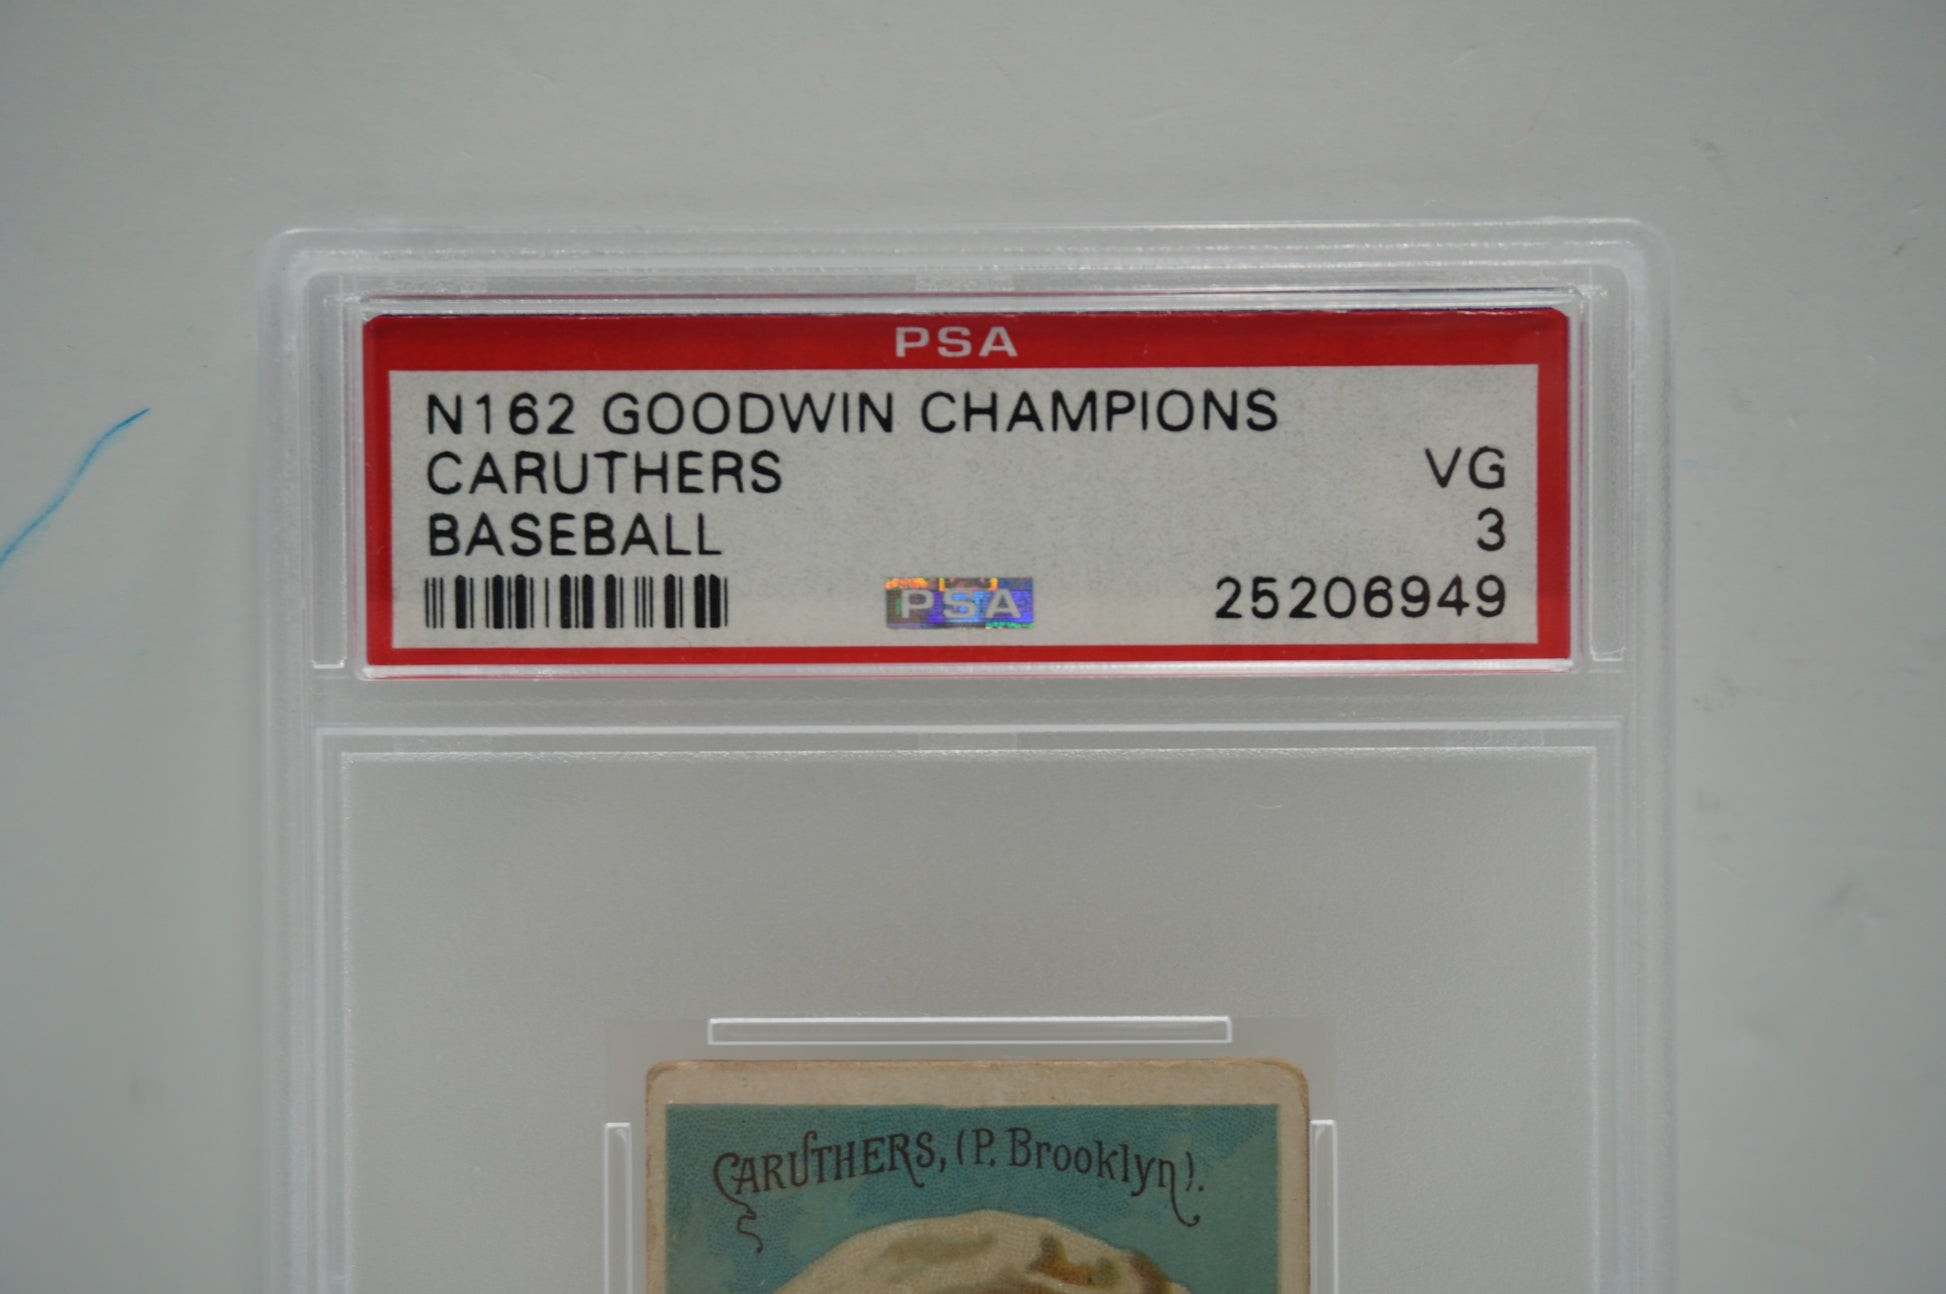 PSA
N162 GOODWIN CHAMPIONS
CARUTHERS VG
BASEBALL 3
PSA 25206949
CARUTHERS, (P. Brooklyn).